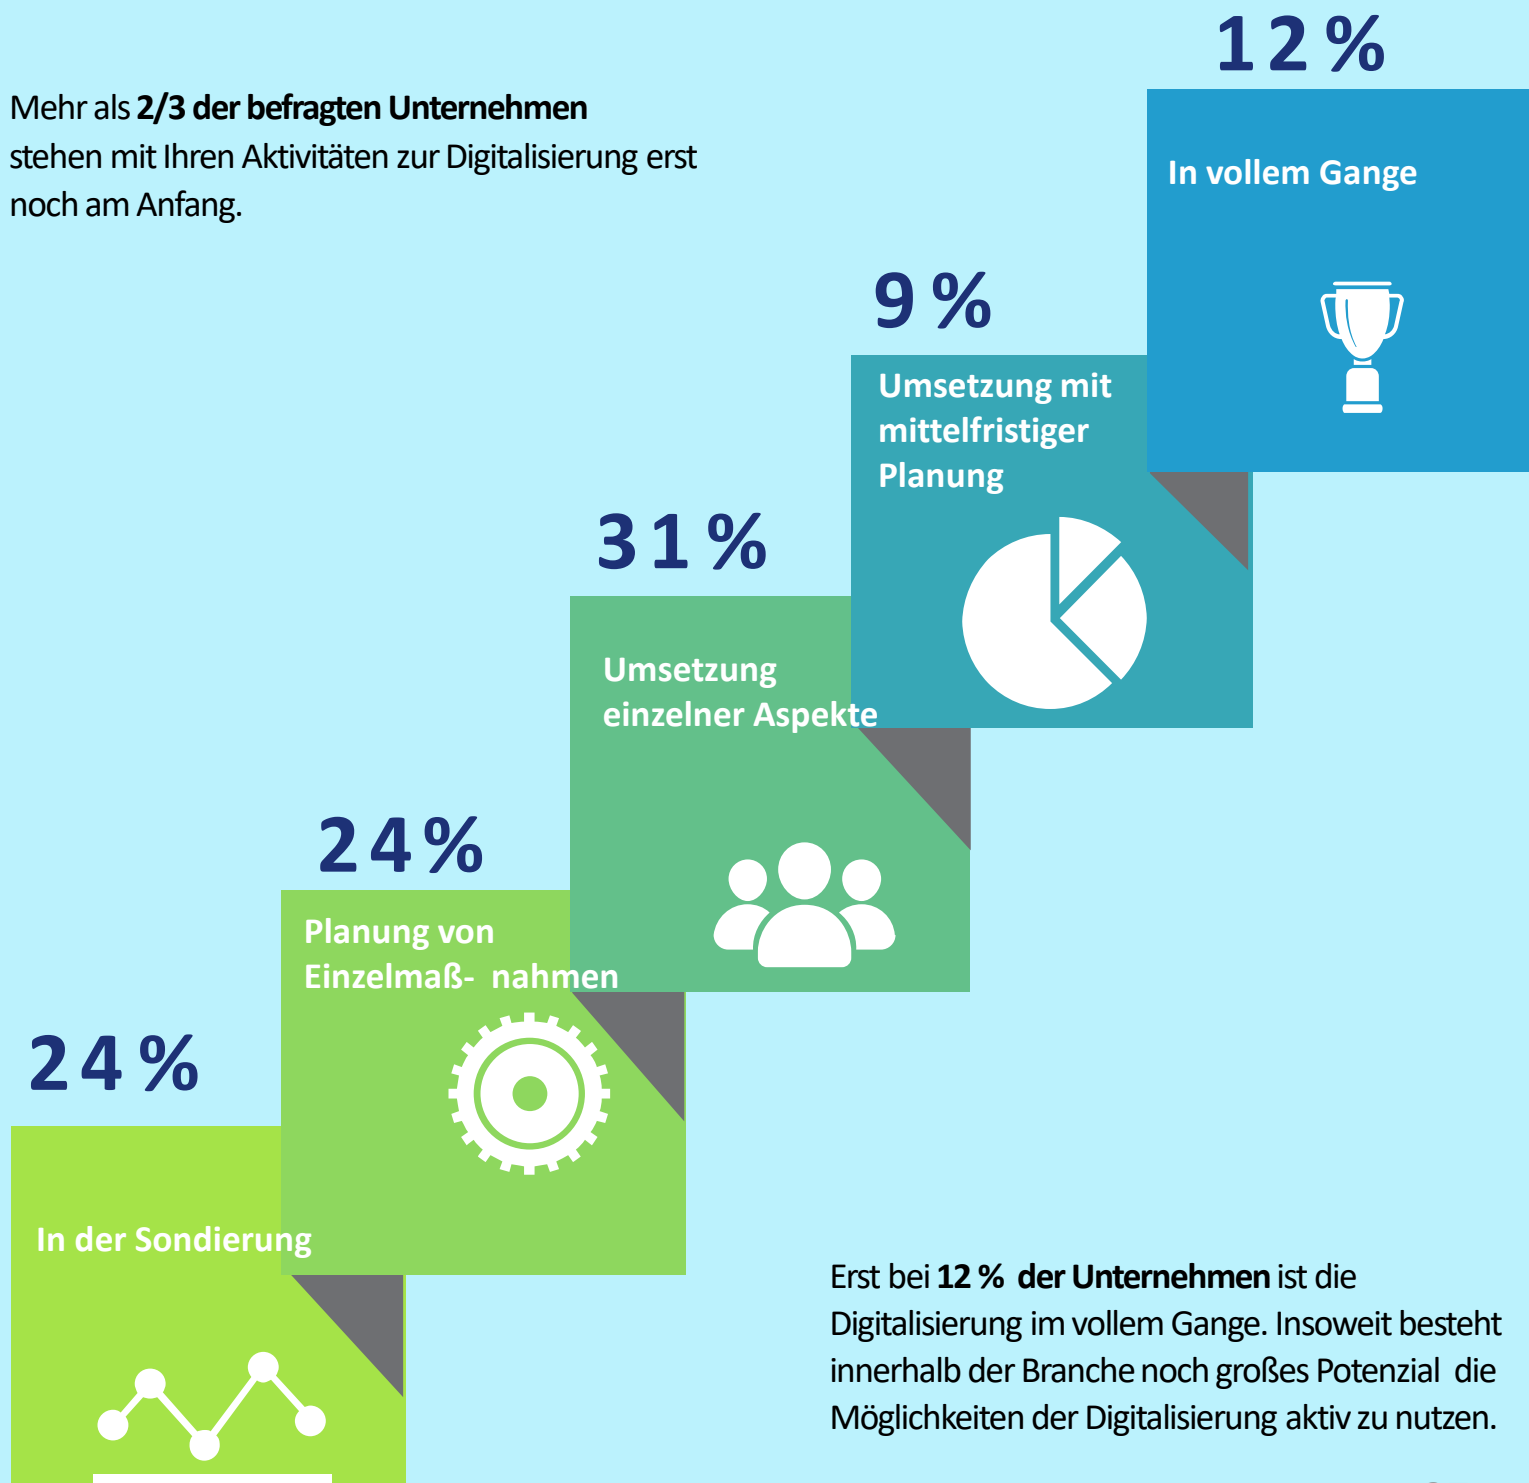 12%
Mehr als 2/3 der befragten Unternehmen
stehen mit Ihren Aktivitäten zur Digitalisierung erst
noch am Anfang.
In vollem Gange
9%
Umsetzung mit
mittelfristiger
Planung
31%
Umsetzung
einzelner Aspekte
24%
Planung von
Einzelmaß- nahmen
24%
In der Sondierung
Erst bei 12 % der Unternehmen ist die
Digitalisierung im vollem Gange. Insoweit besteht
innerhalb der Branche noch großes Potenzial die
Möglichkeiten der Digitalisierung aktiv zu nutzen.